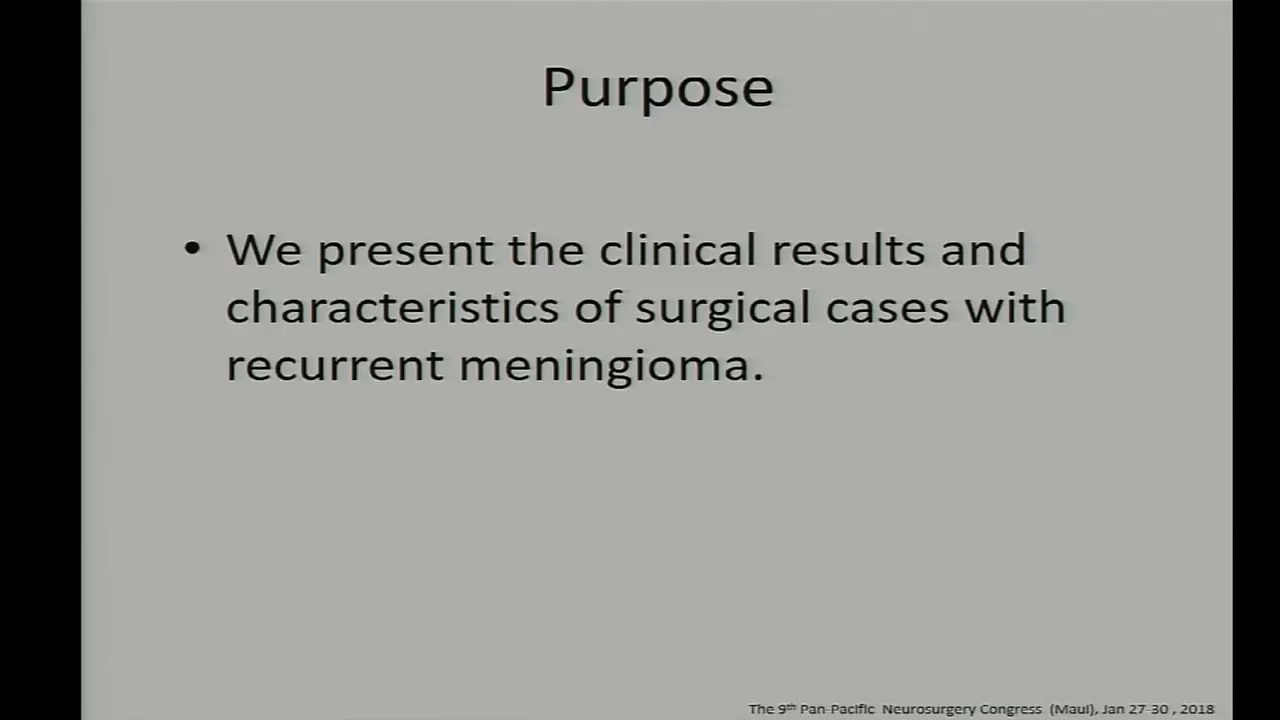 Purpose
• We present the clinical results and
characteristics of surgical cases with
recurrent meningioma.
The 9th Pan-Pacific Neurosurgery Congress (Maui), Jan 27-30 , 2018